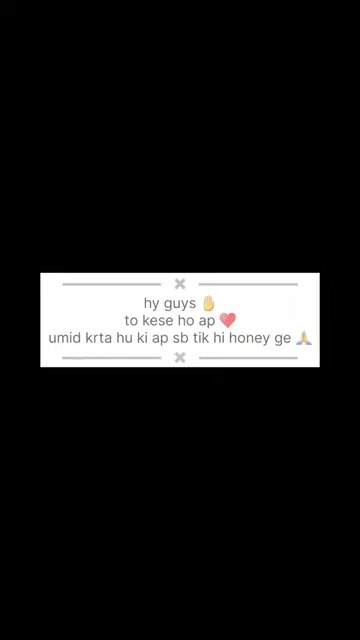 hy guys ✋
to kese ho ap ❤️
umid krta hu ki ap sb tik hi honey ge 🙏